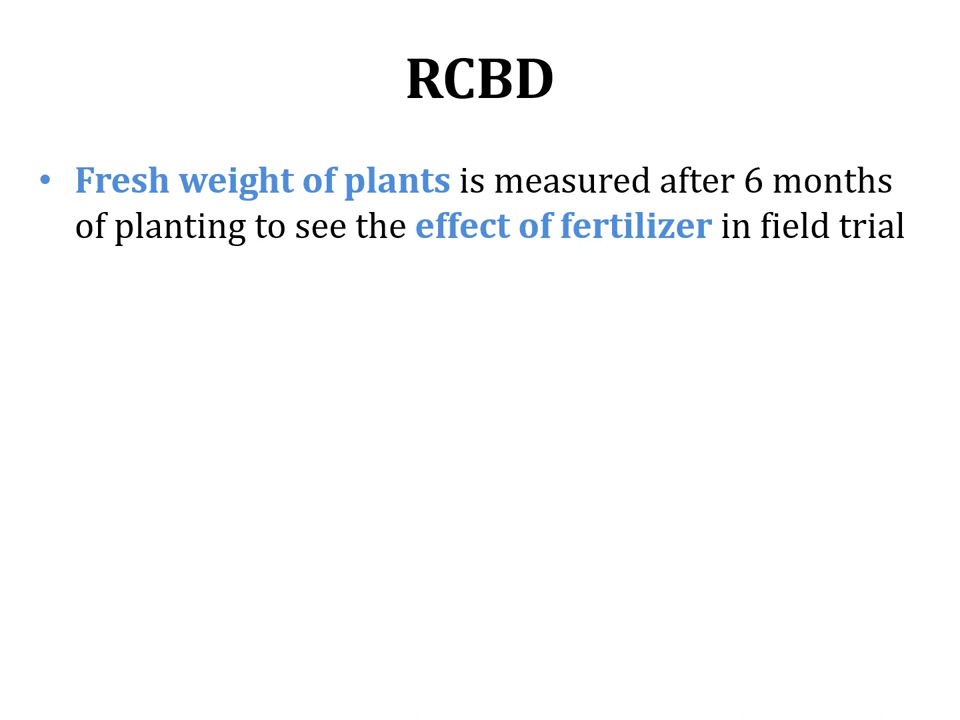 RCBD
• Fresh weight of plants is measured after 6 months
of planting to see the effect of fertilizer in field trial